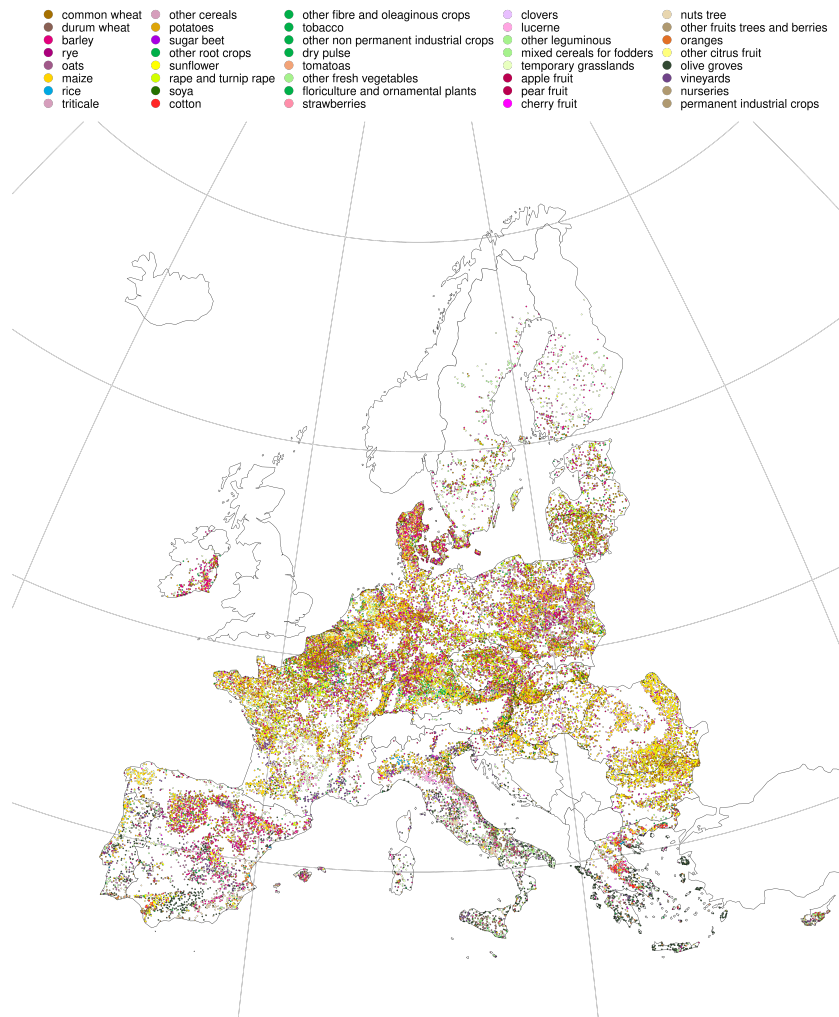 common wheat
durum wheat
barley
rye
oats
maize
rice
triticale
other cereals
potatoes
sugar beet
other root crops
sunflower
rape and turnip rape
soya
cotton
other fibre and oleaginous crops
tobacco
other non permanent industrial crops
dry pulse
tomatoas
other fresh vegetables
floriculture and ornamental plants
strawberries
clovers
lucerne
other leguminous
mixed cereals for fodders
temporary grasslands
apple fruit
pear fruit
cherry fruit
nuts tree
other fruits trees and berries
oranges
other citrus fruit
olive groves
vineyards
nurseries
permanent industrial crops